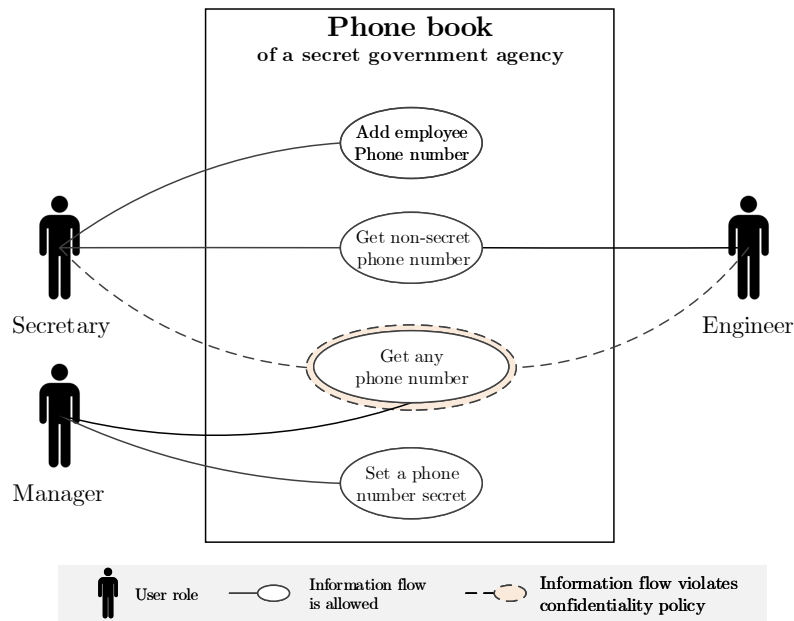 Phone book
of a secret government agency
Add employee
Phone number
Get non-secret
phone number
Secretary
Engineer
Get any
phone number
Manager
Set a phone
number secret
User role
Information flow
is allowed
Information flow violates
confidentiality policy